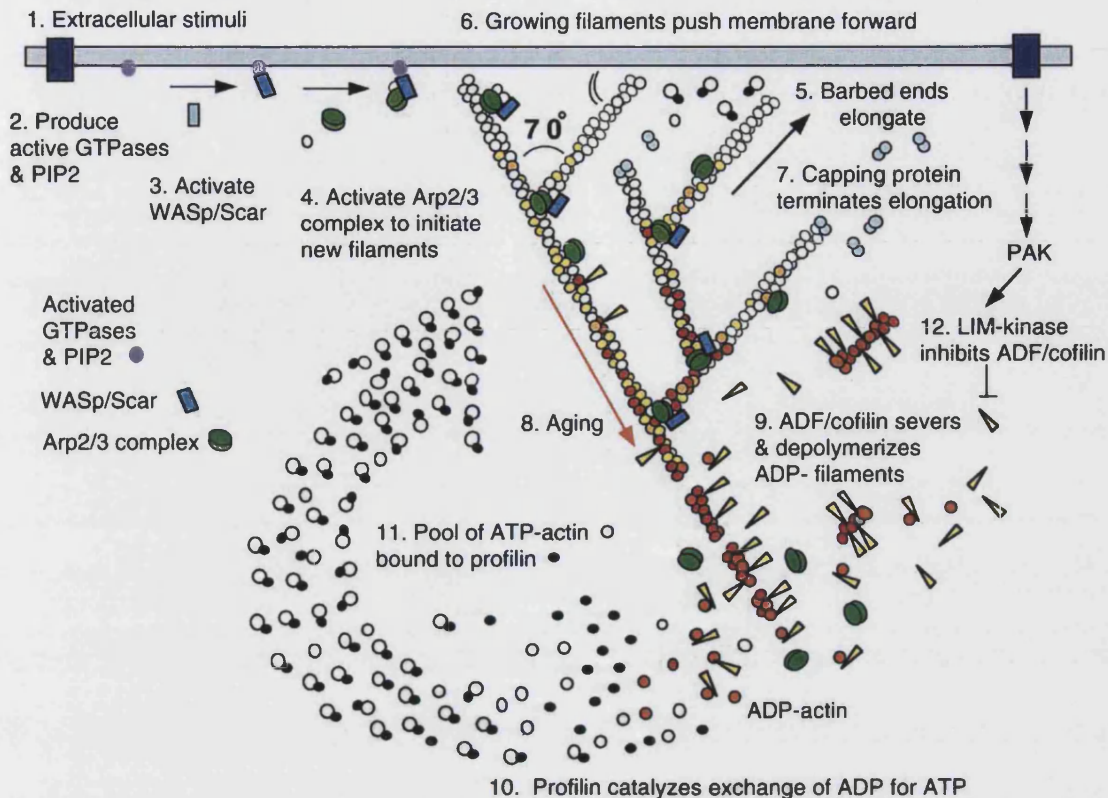 1. Extracellular stimuli
6. Growing filaments push membrane forward
2. Produce
active GTPases
& PIP2
3. Activate
WASp/Scar
4. Activate Arp2/3
complex to initiate
new filaments
70°
5. Barbed ends
elongate
7. Capping protein
terminates elongation
PAK
12. LIM-kinase
inhibits ADF/cofilin
Activated
GTPases
& PIP2
WASp/Scar
Arp2/3 complex
8. Aging
9. ADF/cofilin severs
& depolymerizes
ADP- filaments
11. Pool of ATP-actin
bound to profilin
ADP-actin
10. Profilin catalyzes exchange of ADP for ATP